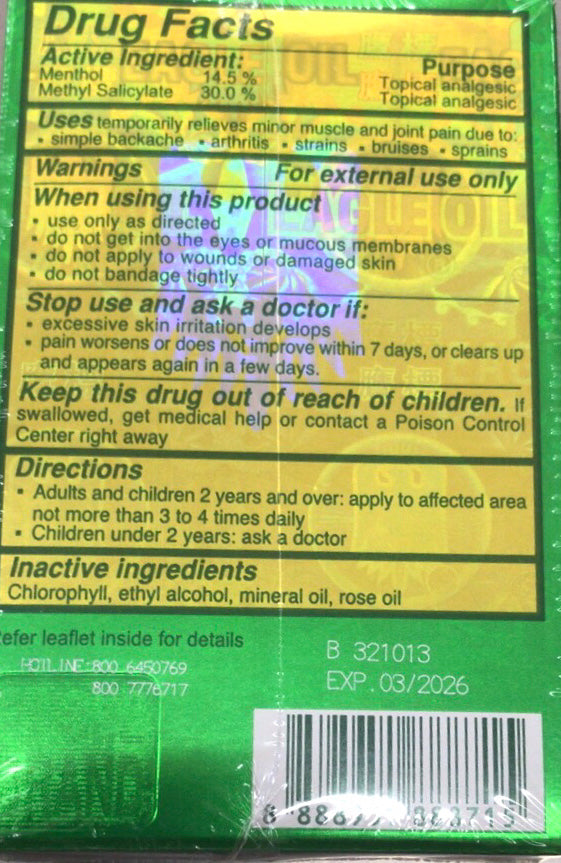 Drug Facts
Active Ingredient: Purpose
Menthol 14.5 % Topical analgesic
Methyl Salicylate 30.0 % Topical analgesic
Uses temporarily relieves minor muscle and joint pain due to:
▪ simple backache ▪ arthritis ▪ strains ▪ bruises ▪ sprains
Warnings For external use only
When using this product
▪ use only as directed
▪ do not get into the eyes or mucous membranes
▪ do not apply to wounds or damaged skin
▪ do not bandage tightly
EAGLE OIL
Stop use and ask a doctor if:
▪ excessive skin irritation develops
▪ pain worsens or does not improve within 7 days, or clears up
and appears again in a few days.
Keep this drug out of reach of children. If
swallowed, get medical help or contact a Poison Control
Center right away
Directions
▪ Adults and children 2 years and over: apply to affected area
not more than 3 to 4 times daily
▪ Children under 2 years: ask a doctor
Inactive ingredients
Chlorophyll, ethyl alcohol, mineral oil, rose oil
efer leaflet inside for details
HOTLINE:800 6450769
800 7776717
B 321013
EXP.03/2026